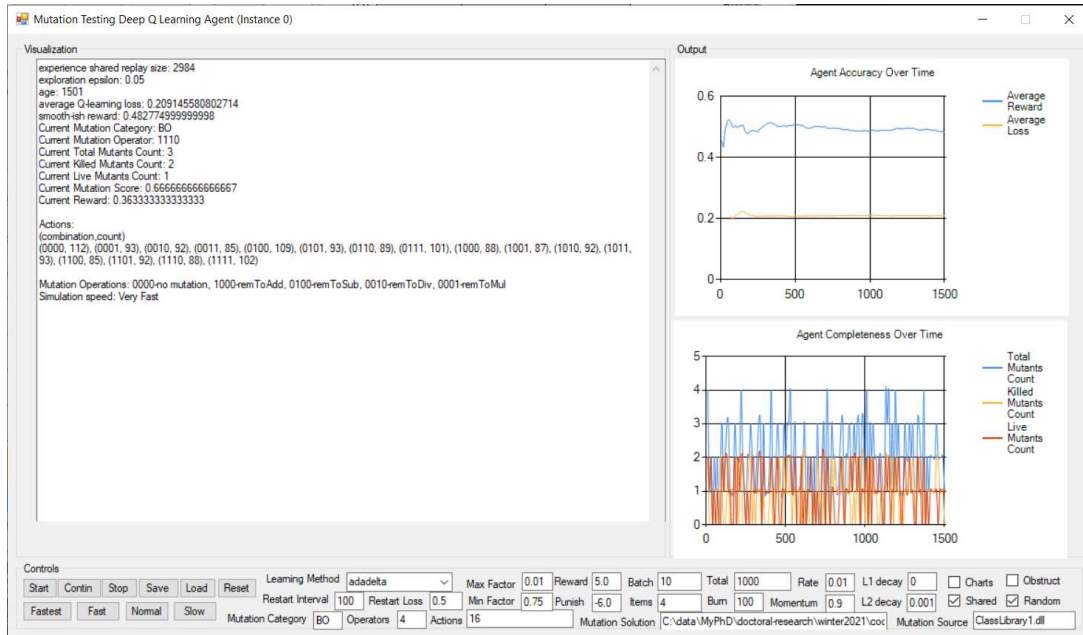 Mutation Testing Deep Q Learning Agent (Instance 0)
Visualization
experience shared replay size: 2984
exploration epsilon: 0.05
age: 1501
average Q-learning loss: 0.209145580802714
smooth-ish reward: 0.482774999999998
Current Mutation Category: BO
Current Mutation Operator: 1110
Current Total Mutants Count: 3
Current Killed Mutants Count: 2
Current Live Mutants Count: 1
Current Mutation Score: 0.666666666666667
Current Reward: 0.363333333333333
Actions:
(combination,count)
(0000, 112), (0001, 93), (0010, 92), (0011, 85), (0100, 109), (0101, 93), (0110, 89), (0111, 101), (1000, 88), (1001, 87), (1010, 92), (1011,
93), (1100, 85), (1101, 92), (1110, 88), (1111, 102)
Mutation Operations: 0000-no mutation, 1000-remToAdd, 0100-remToSub, 0010-remToDiv, 0001-remToMul
Simulation speed: Very Fast
Output
Agent Accuracy Over Time
0.6
0.4
0.2
0
0 500 1000 1500
Average
Reward
Average
Loss
Agent Completeness Over Time
5
4
3
2
1
0
0 500 1000 1500
Total
Mutants
Count
Killed
Mutants
Count
Live
Mutants
Count
Controls
Start Contin Stop Save Load Reset Learning Method adadelta Max Factor 0.01 Reward 5.0 Batch 10 Total 1000 Rate 0.01 L1 decay 0 Charts Obstruct
Fastest Fast Normal Slow Restart Interval 100 Restart Loss 0.5 Min Factor 0.75 Punish -6.0 Items 4 Burn 100 Momentum 0.9 L2 decay 0.001 Shared Random
Mutation Category BO Operators 4 Actions 16 Mutation Solution C:\data\MyPhD\doctoral-research\winter2021\coc Mutation Source ClassLibrary1.dll